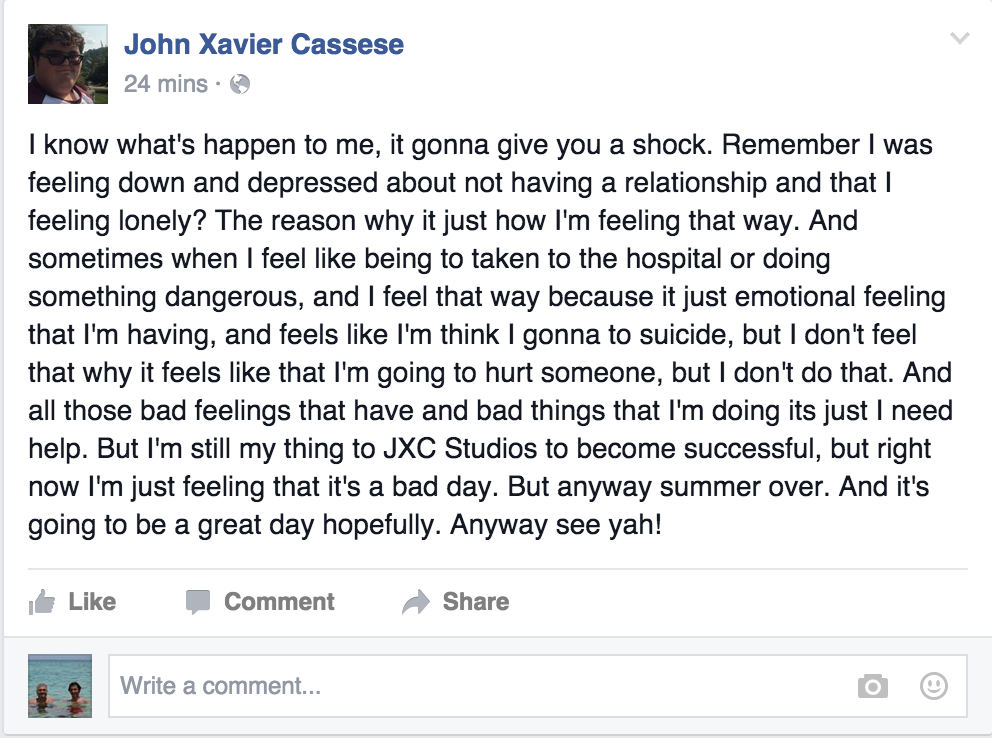 John Xavier Cassese
24 mins ·
I know what's happen to me, it gonna give you a shock. Remember I was
feeling down and depressed about not having a relationship and that I
feeling lonely? The reason why it just how I'm feeling that way. And
sometimes when I feel like being to taken to the hospital or doing
something dangerous, and I feel that way because it just emotional feeling
that I'm having, and feels like I'm think I gonna to suicide, but I don't feel
that why it feels like that I'm going to hurt someone, but I don't do that. And
all those bad feelings that have and bad things that I'm doing its just I need
help. But I'm still my thing to JXC Studios to become successful, but right
now I'm just feeling that it's a bad day. But anyway summer over. And it's
going to be a great day hopefully. Anyway see yah!
Like Comment Share
Write a comment...